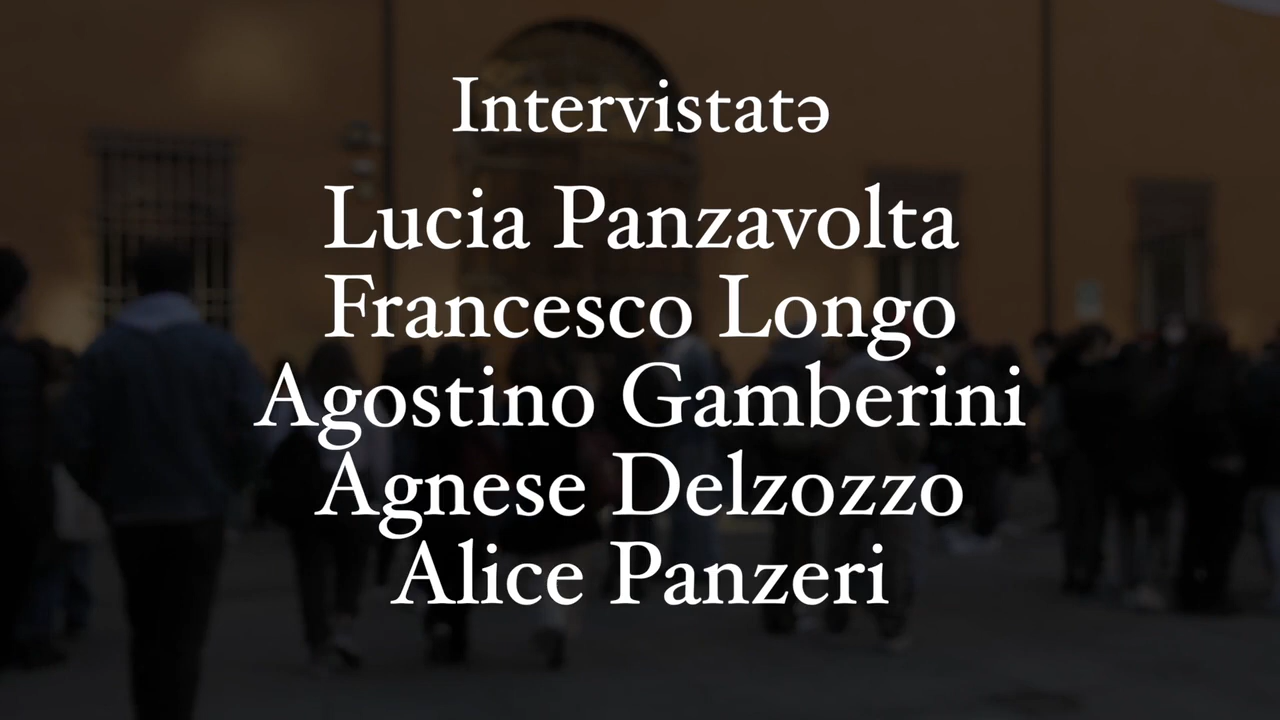 Intervistatə
Lucia Panzavolta
Francesco Longo
Agostino Gamberini
Agnese Delzozzo
Alice Panzeri